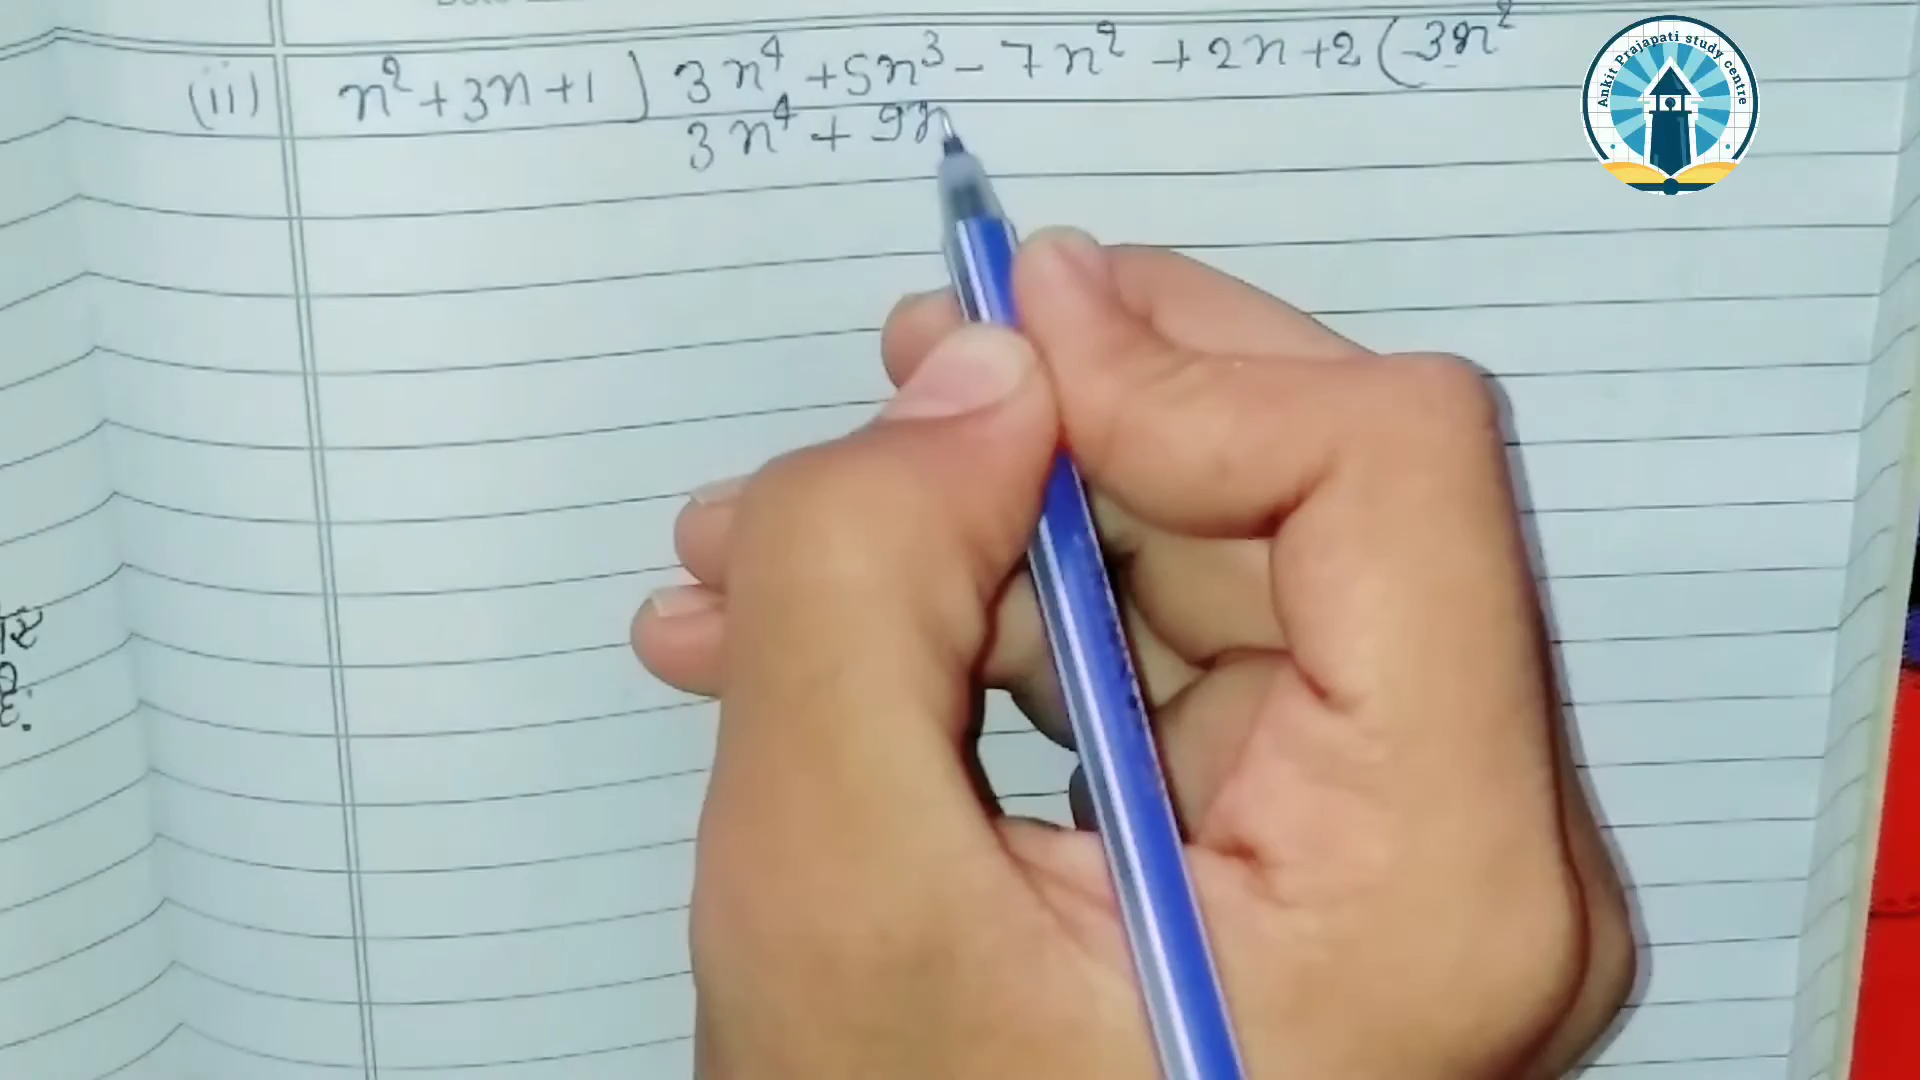 (ii) x² + 3x + 1 ) 3x⁴ + 5x³ - 7x² + 2x + 2 ( 3x²
3x⁴ + 9x
Ankit Prajapati study centre